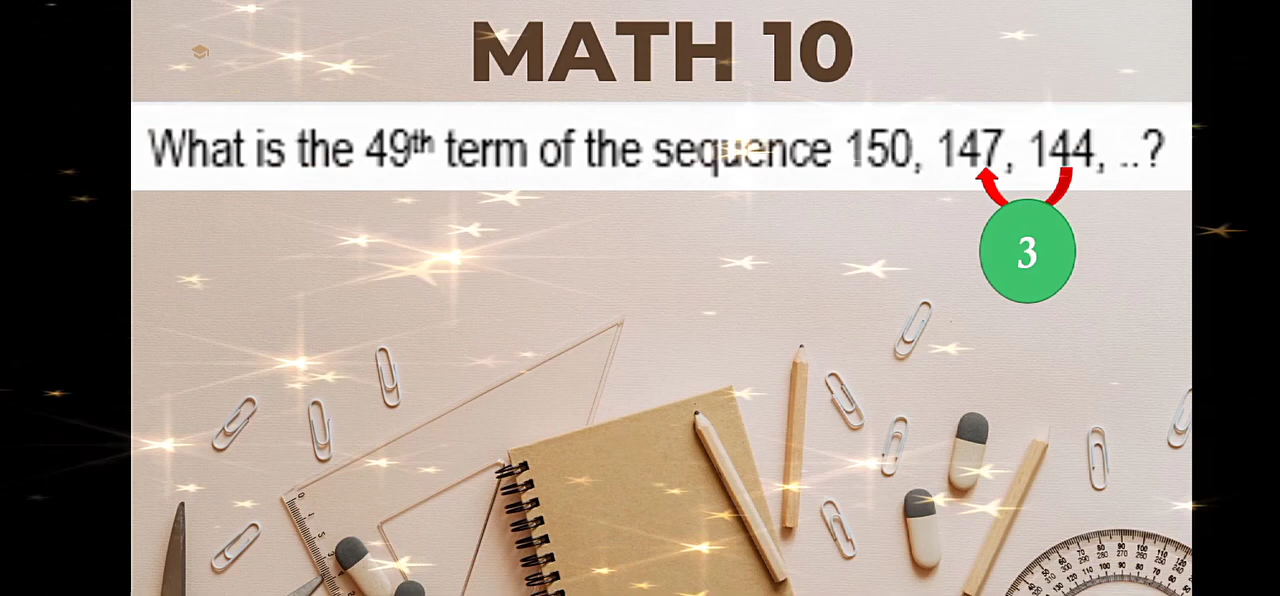 MATH 10
What is the 49th term of the sequence 150, 147, 144, ..?
3